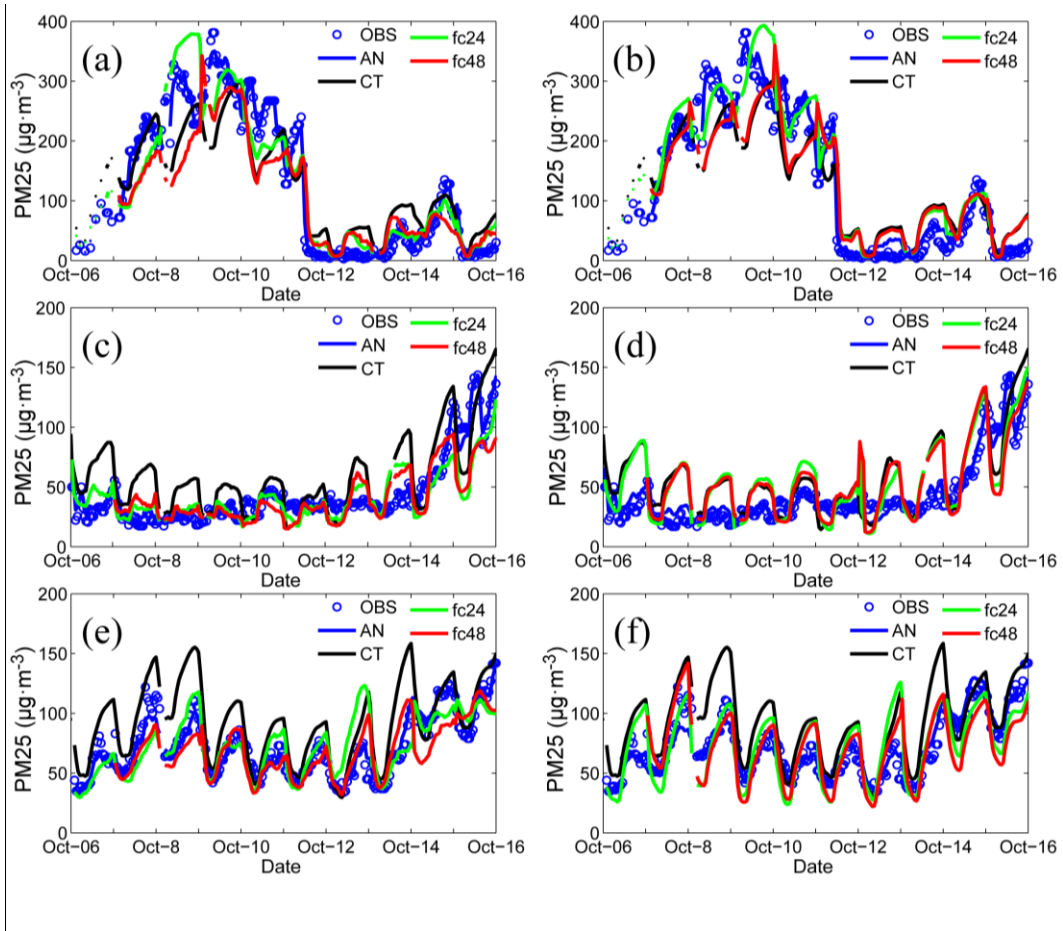 400
300
200
100
0
PM25 (μg·m⁻³)
(a)
OBS
AN
CT
fc24
fc48
Oct−06
Oct−8
Oct−10
Oct−12
Oct−14
Oct−16
Date
400
300
200
100
0
PM25 (μg·m⁻³)
(b)
OBS
AN
CT
fc24
fc48
Oct−06
Oct−8
Oct−10
Oct−12
Oct−14
Oct−16
Date
200
150
100
50
0
PM25 (μg·m⁻³)
(c)
OBS
AN
CT
fc24
fc48
Oct−06
Oct−8
Oct−10
Oct−12
Oct−14
Oct−16
Date
200
150
100
50
0
PM25 (μg·m⁻³)
(d)
OBS
AN
CT
fc24
fc48
Oct−06
Oct−8
Oct−10
Oct−12
Oct−14
Oct−16
Date
200
150
100
50
0
PM25 (μg·m⁻³)
(e)
OBS
AN
CT
fc24
fc48
Oct−06
Oct−8
Oct−10
Oct−12
Oct−14
Oct−16
Date
200
150
100
50
0
PM25 (μg·m⁻³)
(f)
OBS
AN
CT
fc24
fc48
Oct−06
Oct−8
Oct−10
Oct−12
Oct−14
Oct−16
Date